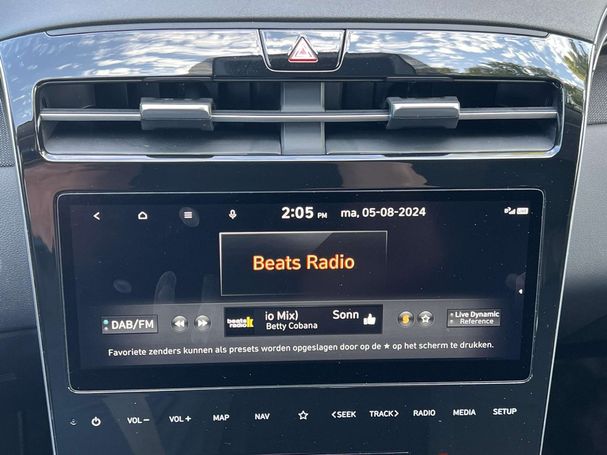 2:05 PM ma, 05-08-2024
Beats Radio
DAB/FM
beats radio
io Mix) Sonn
Betty Cobana
Live Dynamic
Reference
Favoriete zenders kunnen als presets worden opgeslagen door op de ★ op het scherm te drukken.
VOL− VOL+ MAP NAV <SEEK TRACK> RADIO MEDIA SETUP